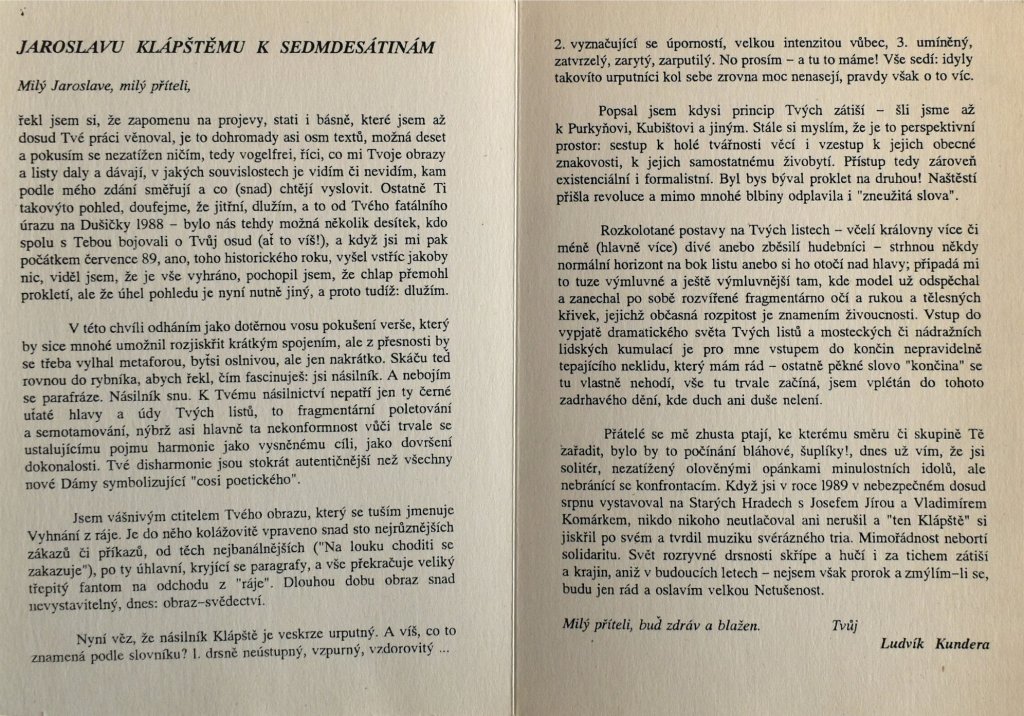 JAROSLAVU KLÁPŠTĚMU K SEDMDESÁTINÁM
Milý Jaroslave, milý příteli,
řekl jsem si, že zapomenu na projevy, stati i básně, které jsem až
dosud Tvé práci věnoval, je to dohromady asi osm textů, možná deset
a pokusím se nezatížen ničím, tedy vogelfrei, říci, co mi Tvoje obrazy
a listy daly a dávají, v jakých souvislostech je vidím či nevidím, kam
podle mého zdání směřují a co (snad) chtějí vyslovit. Ostatně Ti
takovýto pohled, doufejme, že jitřní, dlužím, a to od Tvého fatálního
úrazu na Dušičky 1988 – bylo nás tehdy možná několik desítek, kdo
spolu s Tebou bojovali o Tvůj osud (ať to víš!), a když jsi mi pak
počátkem července 89, ano, toho historického roku, vyšel vstříc jakoby
nic, viděl jsem, že je vše vyhráno, pochopil jsem, že chlap přemohl
prokletí, ale že úhel pohledu je nyní nutně jiný, a proto tudíž: dlužím.
V této chvíli odháním jako dotěrnou vosu pokušení verše, který
by sice mnohé umožnil rozjiskřit krátkým spojením, ale z přesnosti by
se třeba vylhal metaforou, byťsi oslnivou, ale jen nakrátko. Skáču teď
rovnou do rybníka, abych řekl, čím fascinuješ: jsi násilník. A nebojím
se parafráze. Násilník snu. K Tvému násilnictví nepatří jen ty černé
uťaté hlavy a údy Tvých listů, to fragmentární poletování
a semotamování, nýbrž asi hlavně ta nekonformnost vůči trvale se
ustalujícímu pojmu harmonie jako vysněnému cíli, jako dovršení
dokonalosti. Tvé disharmonie jsou stokrát autentičnější než všechny
nové Dámy symbolizující "cosi poetického".
Jsem vášnivým ctitelem Tvého obrazu, který se tuším jmenuje
Vyhnání z ráje. Je do něho kolážovitě vpraveno snad sto nejrůznějších
zákazů či příkazů, od těch nejbanálnějších ("Na louku choditi se
zakazuje"), po ty úhlavní, kryjící se paragrafy, a vše překračuje veliký
třepitý fantom na odchodu z "ráje". Dlouhou dobu obraz snad
nevystavitelný, dnes: obraz–svědectví.
Nyní věz, že násilník Klápště je veskrze urputný. A víš, co to
znamená podle slovníku? 1. drsně neústupný, vzpurný, vzdorovitý ...
2. vyznačující se úporností, velkou intenzitou vůbec, 3. umíněný,
zatvrzelý, zarytý, zarputilý. No prosím – a tu to máme! Vše sedí: idyly
takovíto urputníci kol sebe zrovna moc nenasejí, pravdy však o to víc.
Popsal jsem kdysi princip Tvých zátiší – šli jsme až
k Purkyňovi, Kubištovi a jiným. Stále si myslím, že je to perspektivní
prostor: sestup k holé tvářnosti věcí i vzestup k jejich obecné
znakovosti, k jejich samostatnému živobytí. Přístup tedy zároveň
existenciální i formalistní. Byl bys býval proklet na druhou! Naštěstí
přišla revoluce a mimo mnohé blbiny odplavila i "zneužitá slova".
Rozkolotané postavy na Tvých listech – včelí královny více či
méně (hlavně více) divé anebo zběsilí hudebníci – strhnou někdy
normální horizont na bok listu anebo si ho otočí nad hlavy; připadá mi
to tuze výmluvné a ještě výmluvnější tam, kde model už odspěchal
a zanechal po sobě rozvířené fragmentárno očí a rukou a tělesných
křivek, jejichž občasná rozpitost je znamením živoucnosti. Vstup do
vypjatě dramatického světa Tvých listů a mosteckých či nádražních
lidských kumulací je pro mne vstupem do končin nepravidelně
tepajícího neklidu, který mám rád – ostatně pěkné slovo "končina" se
tu vlastně nehodí, vše tu trvale začíná, jsem vplétán do tohoto
zadrhavého dění, kde duch ani duše nelení.
Přátelé se mě zhusta ptají, ke kterému směru či skupině Tě
zařadit, bylo by to počínání bláhové, šuplíky!, dnes už vím, že jsi
solitér, nezatížený olověnými opánkami minulostních idolů, ale
nebránící se konfrontacím. Když jsi v roce 1989 v nebezpečném dosud
srpnu vystavoval na Starých Hradech s Josefem Jírou a Vladimírem
Komárkem, nikdo nikoho neutlačoval ani nerušil a "ten Klápště" si
jiskřil po svém a tvrdil muziku svérázného tria. Mimořádnost nebortí
solidaritu. Svět rozryvné drsnosti skřípe a hučí i za tichem zátiší
a krajin, aniž v budoucích letech – nejsem však prorok a zmýlím–li se,
budu jen rád a oslavím velkou Netušenost.
Milý příteli, buď zdráv a blažen. Tvůj
Ludvík Kundera